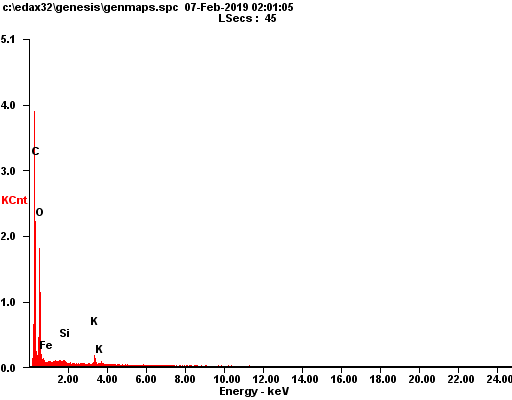 c:\edax32\genesis\genmaps.spc 07-Feb-2019 02:01:05
LSecs : 45
5.1
4.0
3.0
C
KCnt
O
2.0
1.0
K
Si
Fe
K
0.0
2.00 4.00 6.00 8.00 10.00 12.00 14.00 16.00 18.00 20.00 22.00 24.00
Energy - keV